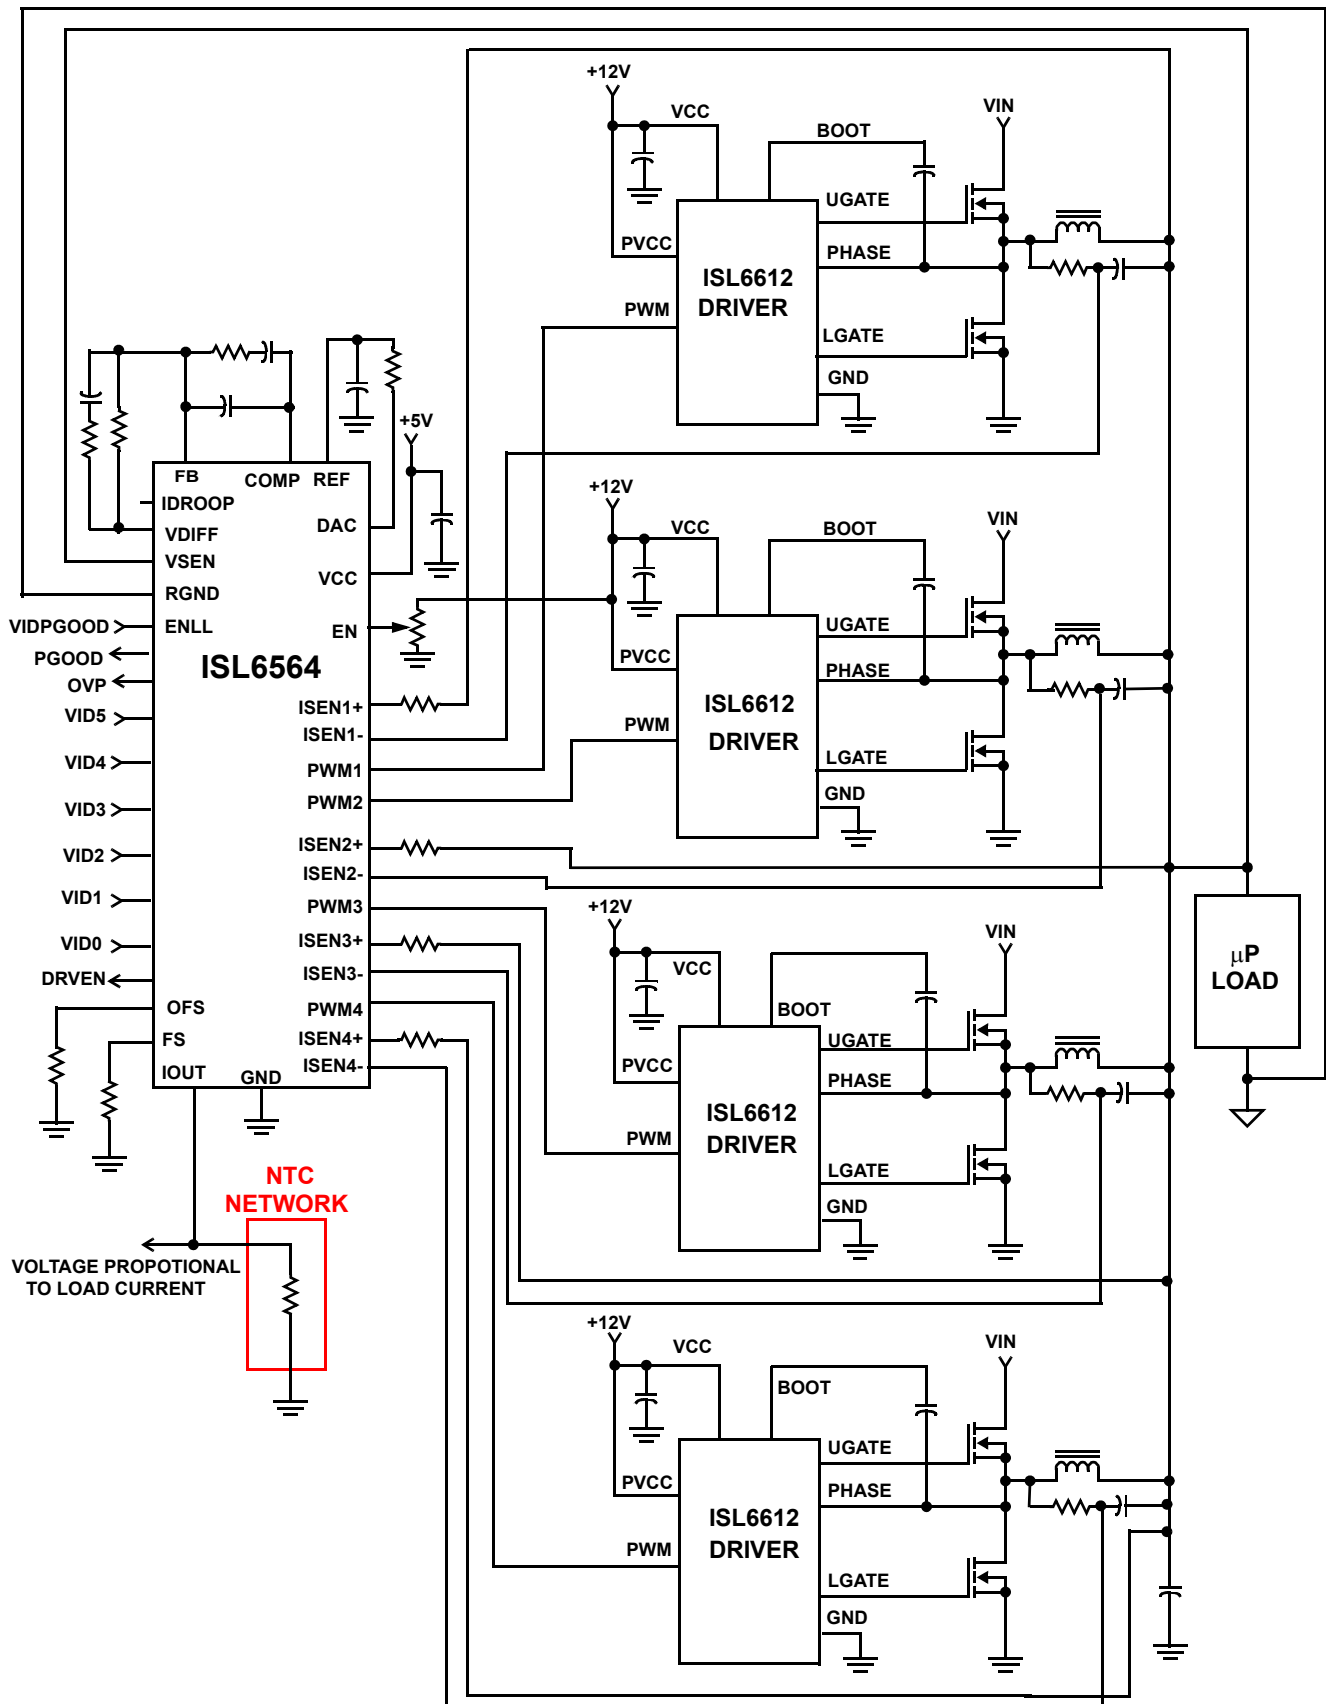 +12V
VCC
BOOT
VIN
UGATE
PVCC
PHASE
ISL6612
DRIVER
PWM
LGATE
GND
+5V
FB
COMP
REF
IDROOP
VDIFF
DAC
VSEN
VCC
RGND
VIDPGOOD
ENLL
EN
PGOOD
ISL6564
OVP
VID5
ISEN1+
ISEN1-
VID4
PWM1
PWM2
VID3
VID2
ISEN2+
ISEN2-
VID1
PWM3
VID0
ISEN3+
DRVEN
ISEN3-
OFS
PWM4
FS
ISEN4+
IOUT
GND
ISEN4-
+12V
VCC
BOOT
VIN
UGATE
PVCC
PHASE
ISL6612
DRIVER
PWM
LGATE
GND
+12V
VCC
BOOT
VIN
UGATE
PVCC
PHASE
ISL6612
DRIVER
PWM
LGATE
GND
μP
LOAD
NTC
NETWORK
VOLTAGE PROPOTIONAL
TO LOAD CURRENT
+12V
VCC
BOOT
VIN
UGATE
PVCC
PHASE
ISL6612
DRIVER
PWM
LGATE
GND